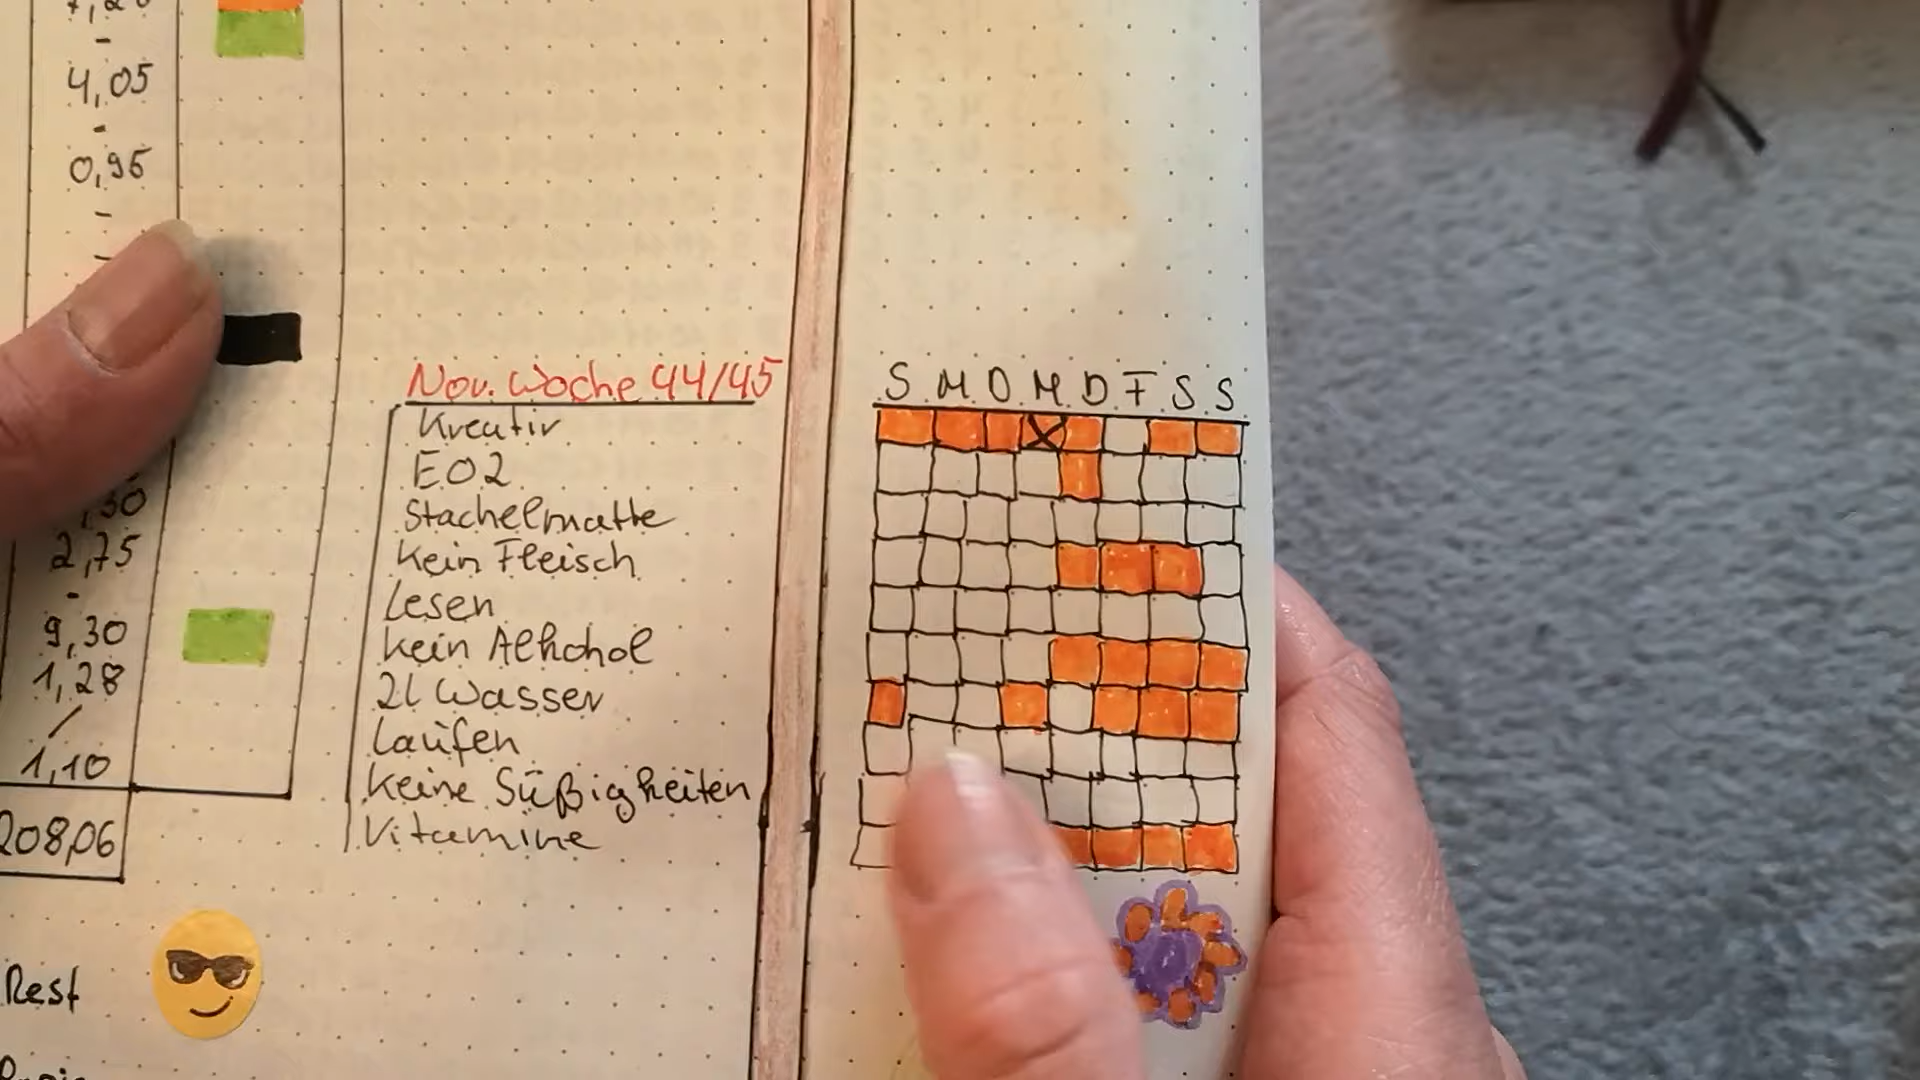 4,05
-
0,95
-
-
2,75
-
9,30
1,28
/
1,10
208,06
Rest
Nov. Woche 44/45
Kreativ
EO2
Stachelmatte
Kein Fleisch
Lesen
Kein Alkohol
2l Wasser
Laufen
Keine Süßigkeiten
Vitamine
S M D M D F S S